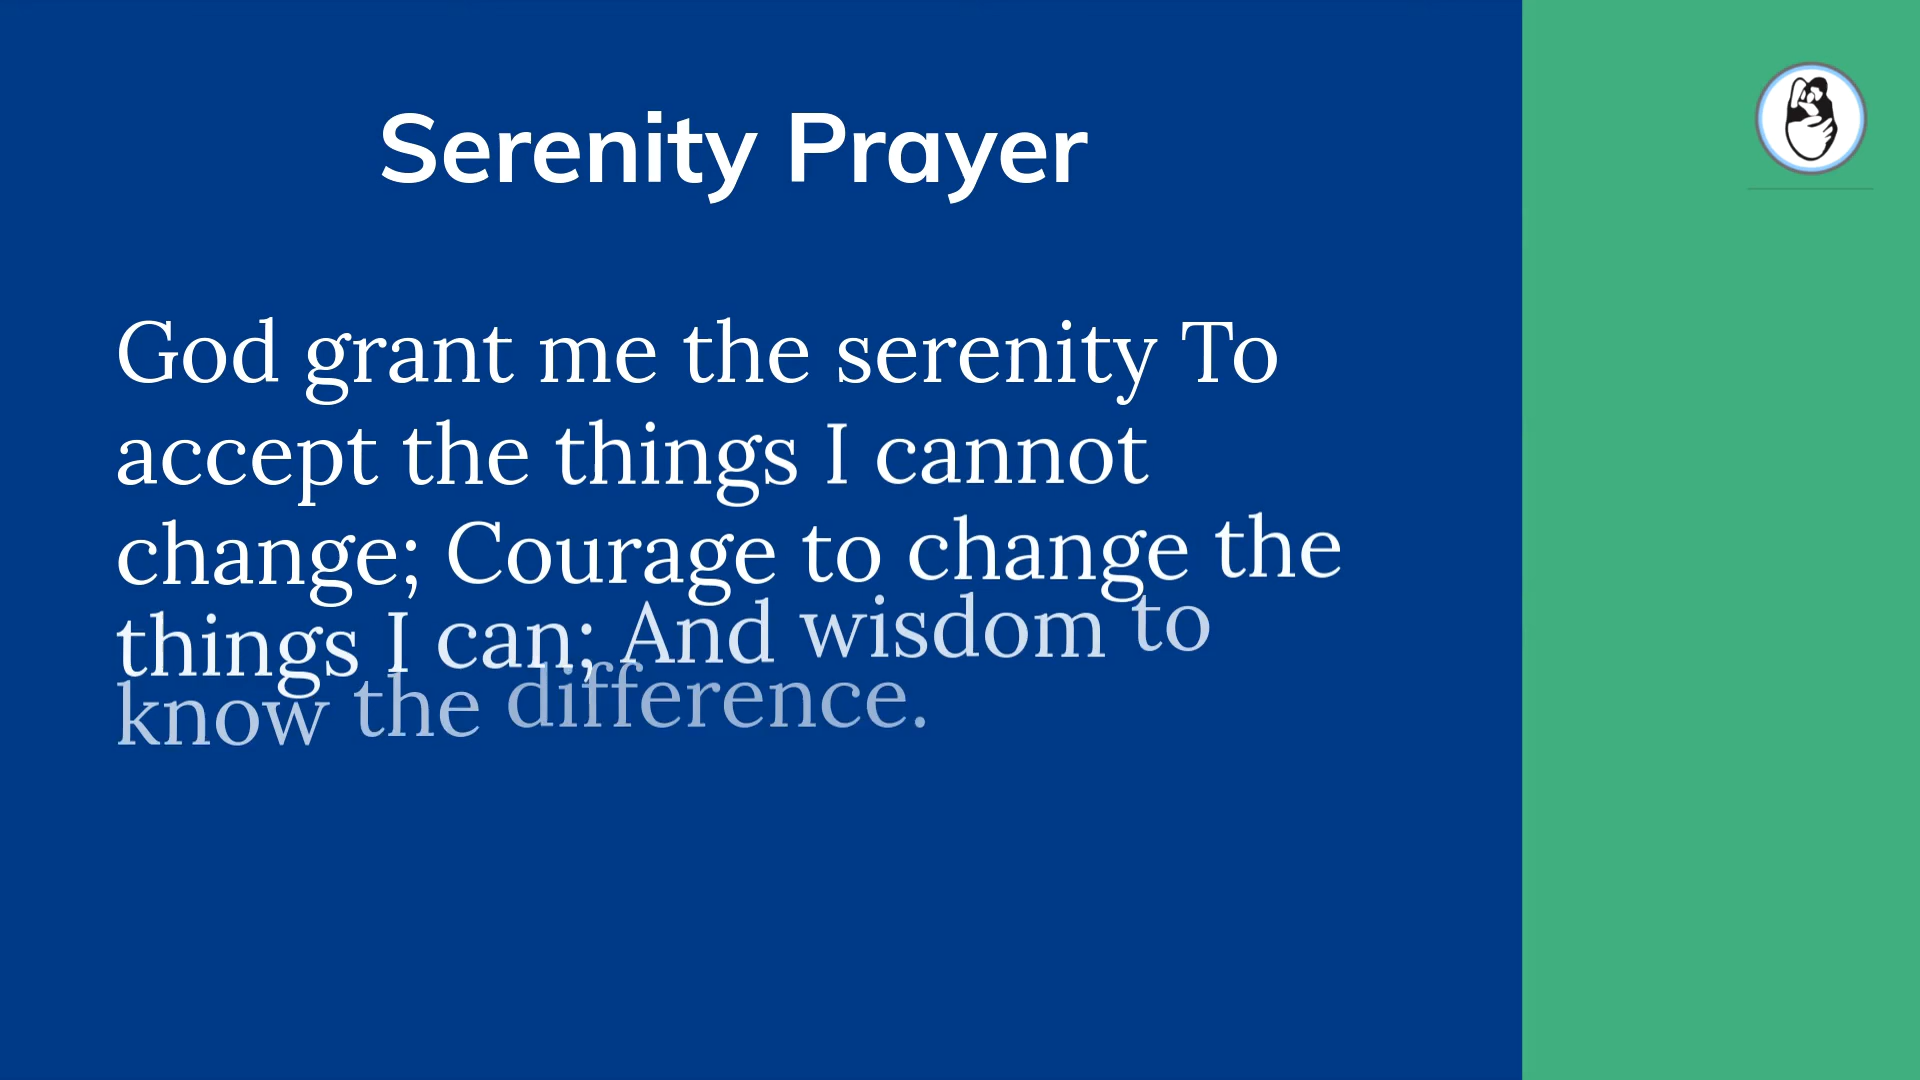 Serenity Prayer
God grant me the serenity To
accept the things I cannot
change; Courage to change the
things I can; And wisdom to
know the difference.